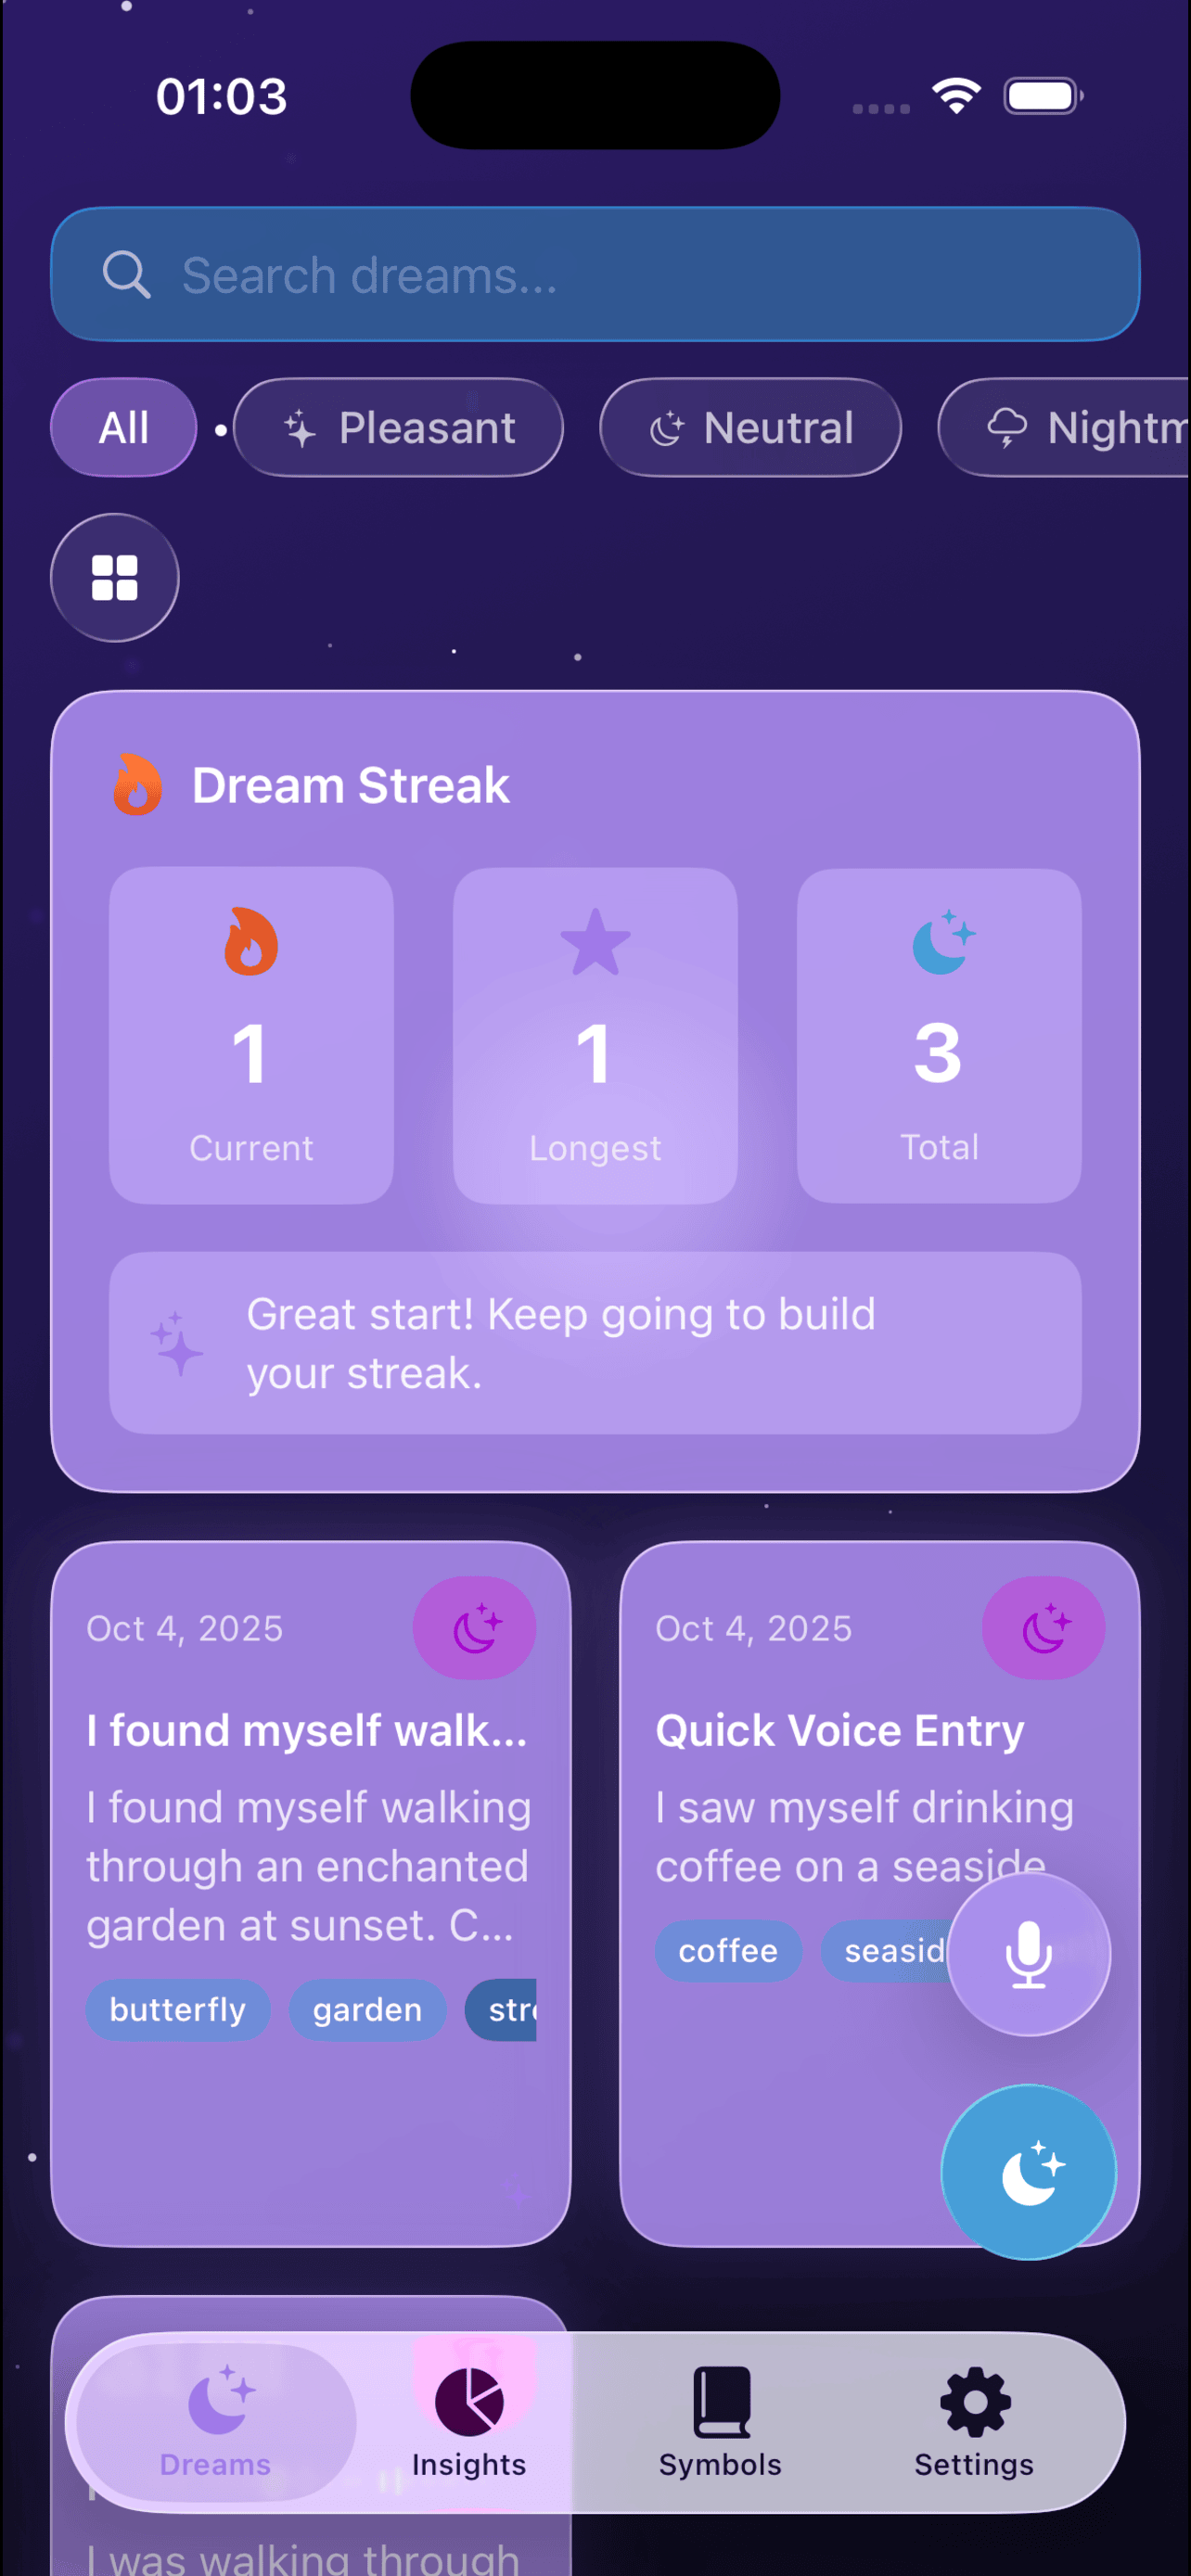 01:03
Search dreams...
All
Pleasant
Neutral
Nightm
Dream Streak
1
1
3
Current
Longest
Total
Great start! Keep going to build
your streak.
Oct 4, 2025
I found myself walk...
I found myself walking
through an enchanted
garden at sunset. C...
butterfly
garden
str
Oct 4, 2025
Quick Voice Entry
I saw myself drinking
coffee on a seaside
coffee
seasid
Dreams
Insights
Symbols
Settings
I was walking through